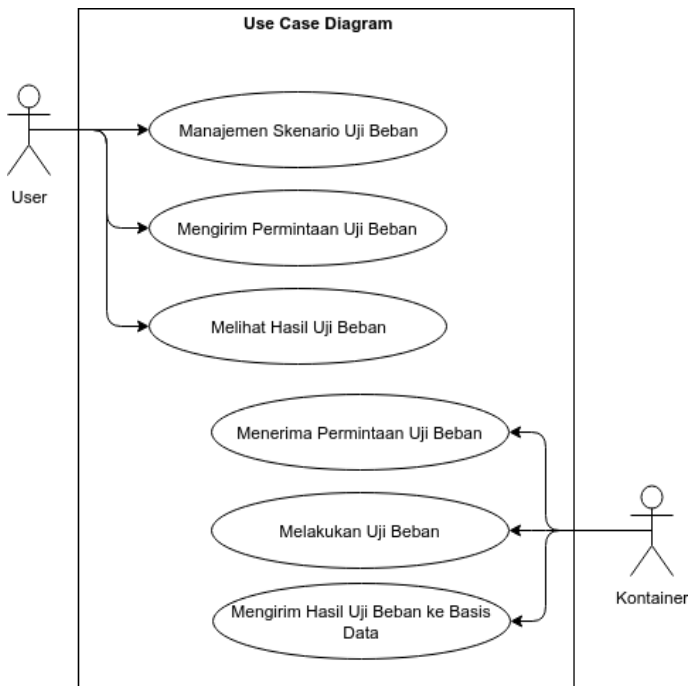 Use Case Diagram
Manajemen Skenario Uji Beban
User
Mengirim Permintaan Uji Beban
Melihat Hasil Uji Beban
Menerima Permintaan Uji Beban
Melakukan Uji Beban
Kontainer
Mengirim Hasil Uji Beban ke Basis
Data